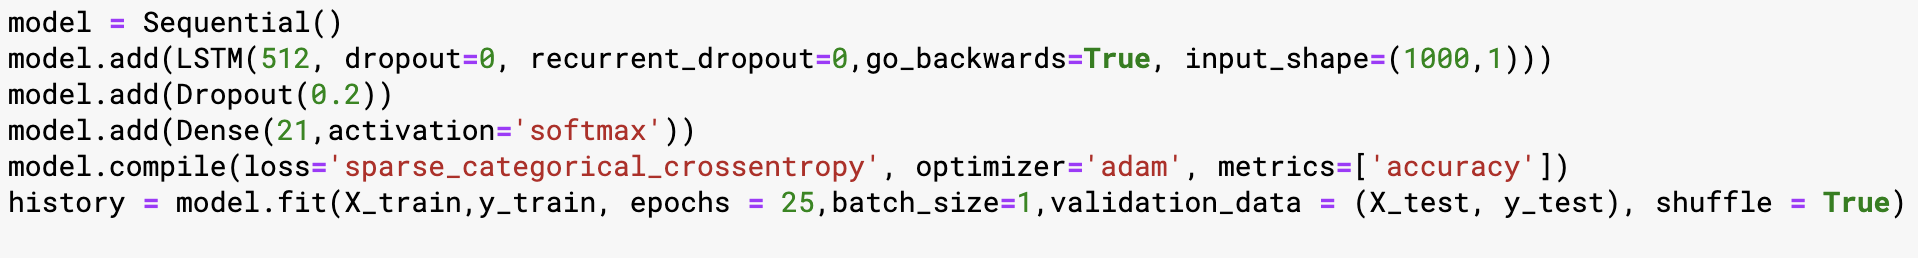 model = Sequential()
model.add(LSTM(512, dropout=0, recurrent_dropout=0,go_backwards=True, input_shape=(1000,1)))
model.add(Dropout(0.2))
model.add(Dense(21,activation='softmax'))
model.compile(loss='sparse_categorical_crossentropy', optimizer='adam', metrics=['accuracy'])
history = model.fit(X_train,y_train, epochs = 25,batch_size=1,validation_data = (X_test, y_test), shuffle = True)